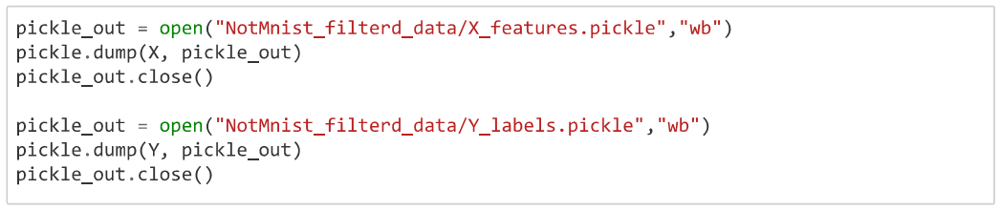 pickle_out = open("NotMnist_filterd_data/X_features.pickle","wb")
pickle.dump(X, pickle_out)
pickle_out.close()

pickle_out = open("NotMnist_filterd_data/Y_labels.pickle","wb")
pickle.dump(Y, pickle_out)
pickle_out.close()